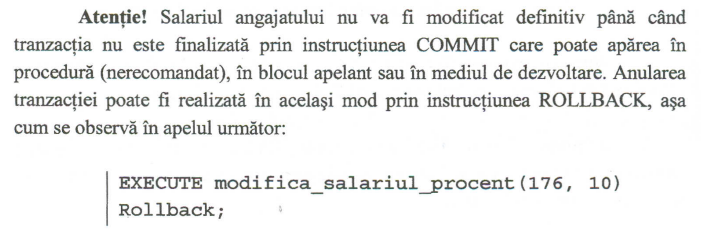 Atenție! Salariul angajatului nu va fi modificat definitiv până când
tranzacția nu este finalizată prin instrucțiunea COMMIT care poate apărea în
procedură (nerecomandat), în blocul apelant sau în mediul de dezvoltare. Anularea
tranzacției poate fi realizată în același mod prin instrucțiunea ROLLBACK, așa
cum se observă în apelul următor:
EXECUTE modifica_salariul_procent(176, 10)
Rollback;